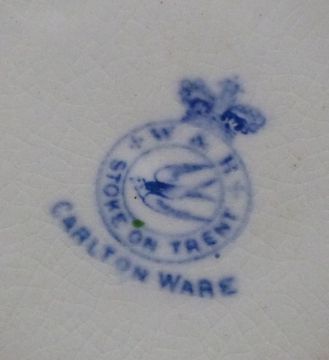 W & R
STOKE ON TRENT
CARLTON WARE